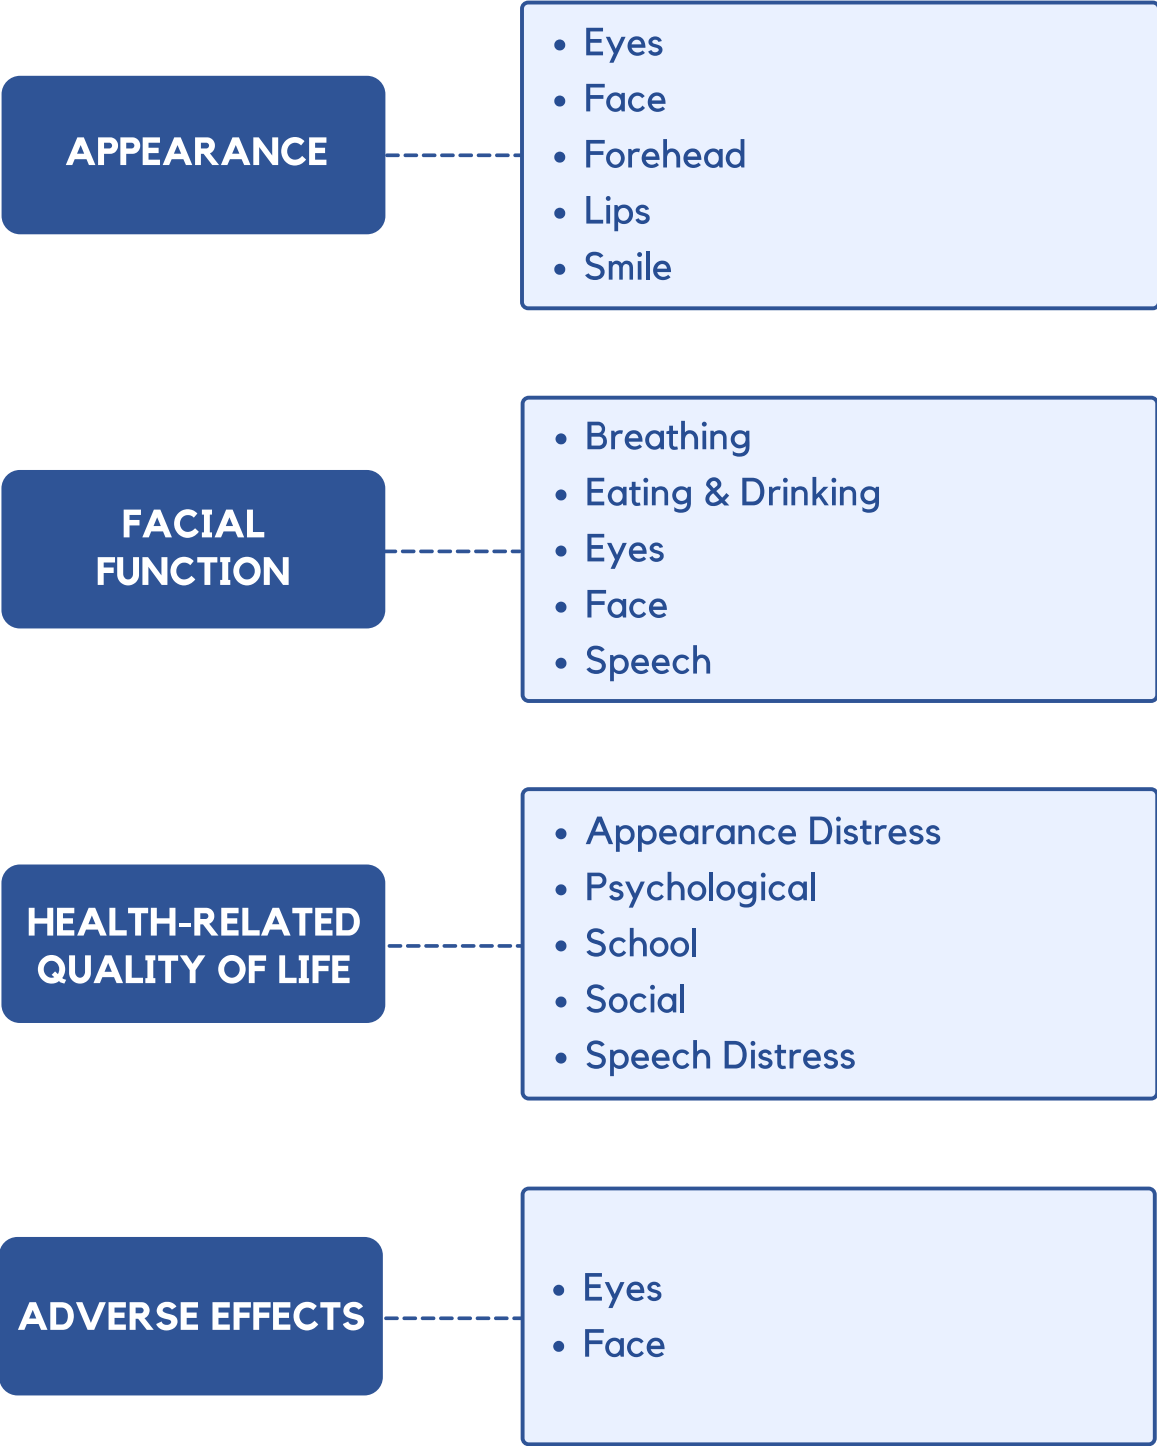 APPEARANCE
• Eyes
• Face
• Forehead
• Lips
• Smile
FACIAL
FUNCTION
• Breathing
• Eating & Drinking
• Eyes
• Face
• Speech
HEALTH-RELATED
QUALITY OF LIFE
• Appearance Distress
• Psychological
• School
• Social
• Speech Distress
ADVERSE EFFECTS
• Eyes
• Face